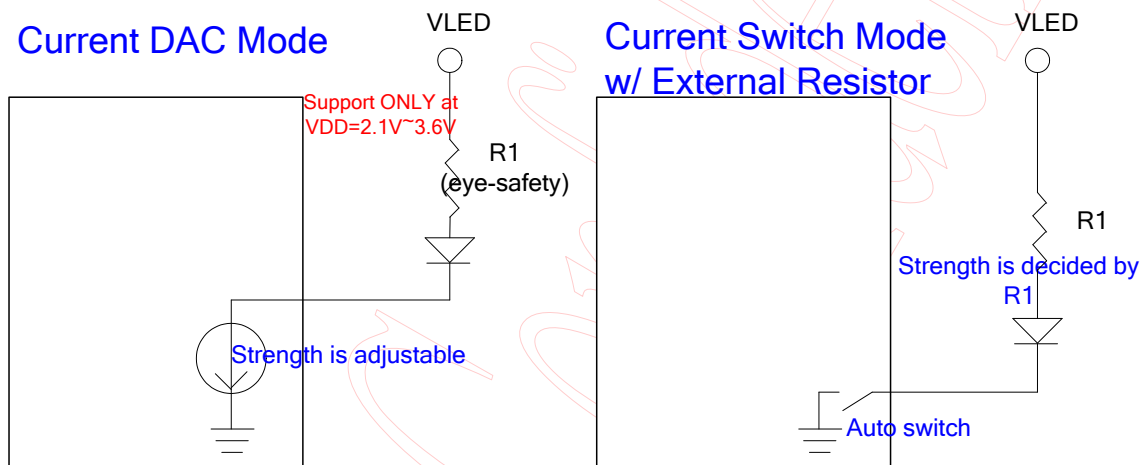 Current DAC Mode
VLED
Support ONLY at
VDD=2.1V~3.6V
R1
(eye-safety)
Strength is adjustable
Current Switch Mode
w/ External Resistor
VLED
R1
Strength is decided by
R1
Auto switch